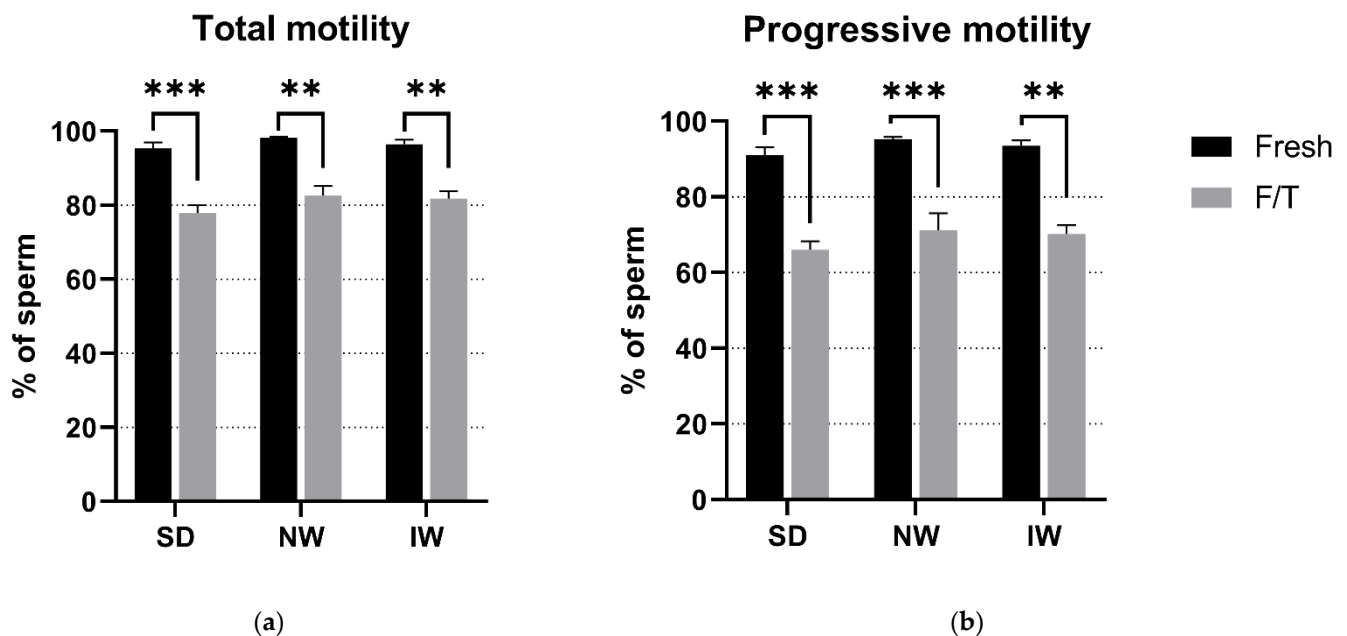 Total motility
*** ** **
100
80
60
40
20
0
% of sperm
SD NW IW
(a)
Progressive motility
*** *** **
100
80
60
40
20
0
% of sperm
SD NW IW
(b)
Fresh
F/T